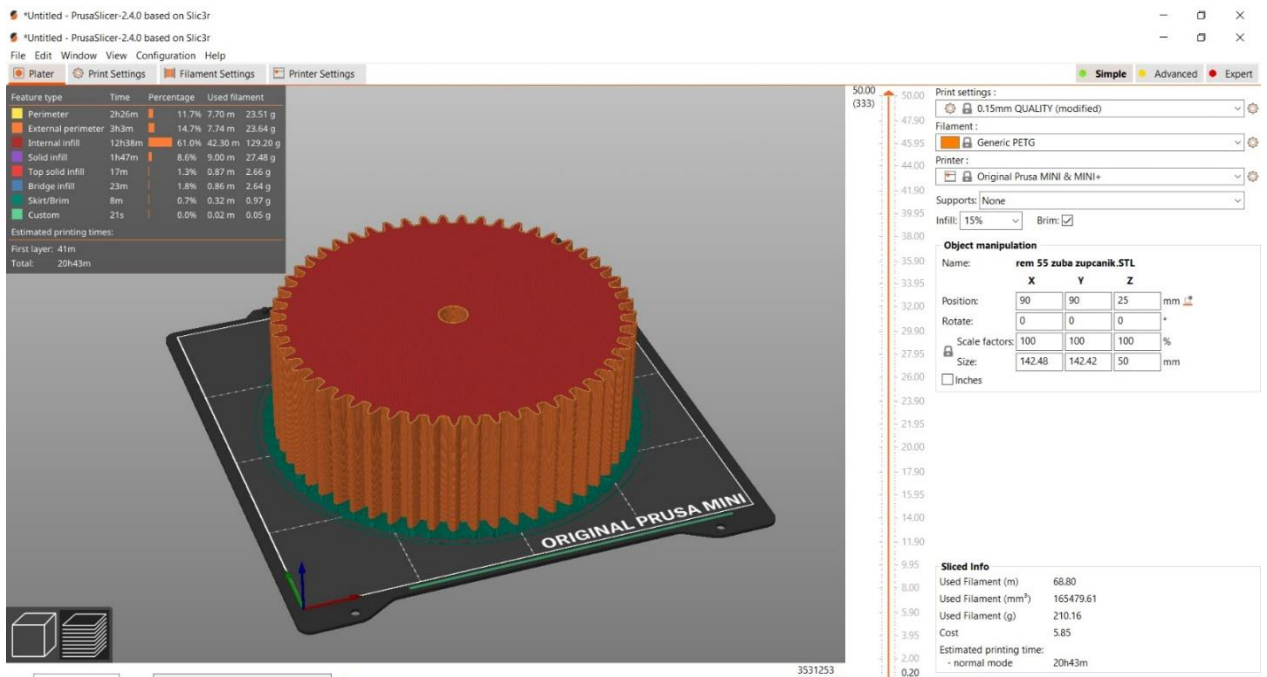 *Untitled - PrusaSlicer-2.4.0 based on Slic3r
*Untitled - PrusaSlicer-2.4.0 based on Slic3r
File Edit Window View Configuration Help
Plater Print Settings Filament Settings Printer Settings Simple Advanced Expert
Feature type Time Percentage Used filament
Perimeter 2h26m 11.7% 7.70 m 23.51 g
External perimeter 3h3m 14.7% 7.74 m 23.64 g
Internal infill 12h38m 61.0% 42.30 m 129.20 g
Solid infill 1h47m 8.6% 9.00 m 27.48 g
Top solid infill 17m 1.3% 0.87 m 2.66 g
Bridge infill 23m 1.8% 0.86 m 2.64 g
Skirt/Brim 8m 0.7% 0.32 m 0.97 g
Custom 21s 0.0% 0.02 m 0.05 g
Estimated printing times:
First layer: 41m
Total: 20h43m
ORIGINAL PRUSA MINI
3531253
50.00
(333)
50.00
47.90
45.95
44.00
41.90
39.95
38.00
35.90
33.95
32.00
29.90
27.95
26.00
23.90
21.95
20.00
17.90
15.95
14.00
11.90
9.95
8.00
5.90
3.95
2.00
0.20
Print settings :
0.15mm QUALITY (modified)
Filament :
Generic PETG
Printer :
Original Prusa MINI & MINI+
Supports: None
Infill: 15% Brim:
Object manipulation
Name: rem 55 zuba zupcanik.STL
X Y Z
Position: 90 90 25 mm
Rotate: 0 0 0 °
Scale factors: 100 100 100 %
Size: 142.48 142.42 50 mm
Inches
Sliced Info
Used Filament (m) 68.80
Used Filament (mm³) 165479.61
Used Filament (g) 210.16
Cost 5.85
Estimated printing time:
- normal mode 20h43m